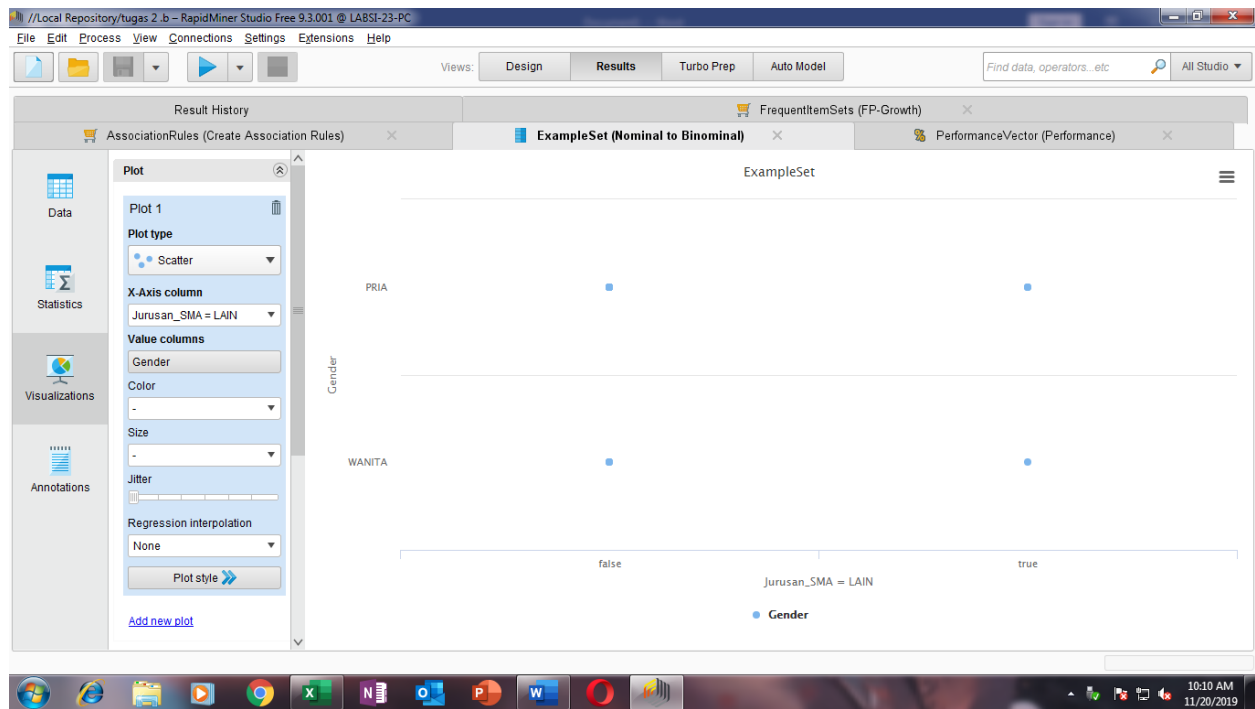 //Local Repository/tugas 2 .b – RapidMiner Studio Free 9.3.001 @ LABSI-23-PC
File Edit Process View Connections Settings Extensions Help
Views: Design Results Turbo Prep Auto Model
Find data, operators...etc
All Studio
Result History
FrequentItemSets (FP-Growth)
AssociationRules (Create Association Rules)
ExampleSet (Nominal to Binominal)
PerformanceVector (Performance)
Data
Statistics
Visualizations
Annotations
Plot
Plot 1
Plot type
Scatter
X-Axis column
Jurusan_SMA = LAIN
Value columns
Gender
Color
-
Size
-
Jitter
Regression interpolation
None
Plot style
Add new plot
ExampleSet
PRIA
Gender
WANITA
false true
Jurusan_SMA = LAIN
Gender
10:10 AM
11/20/2019